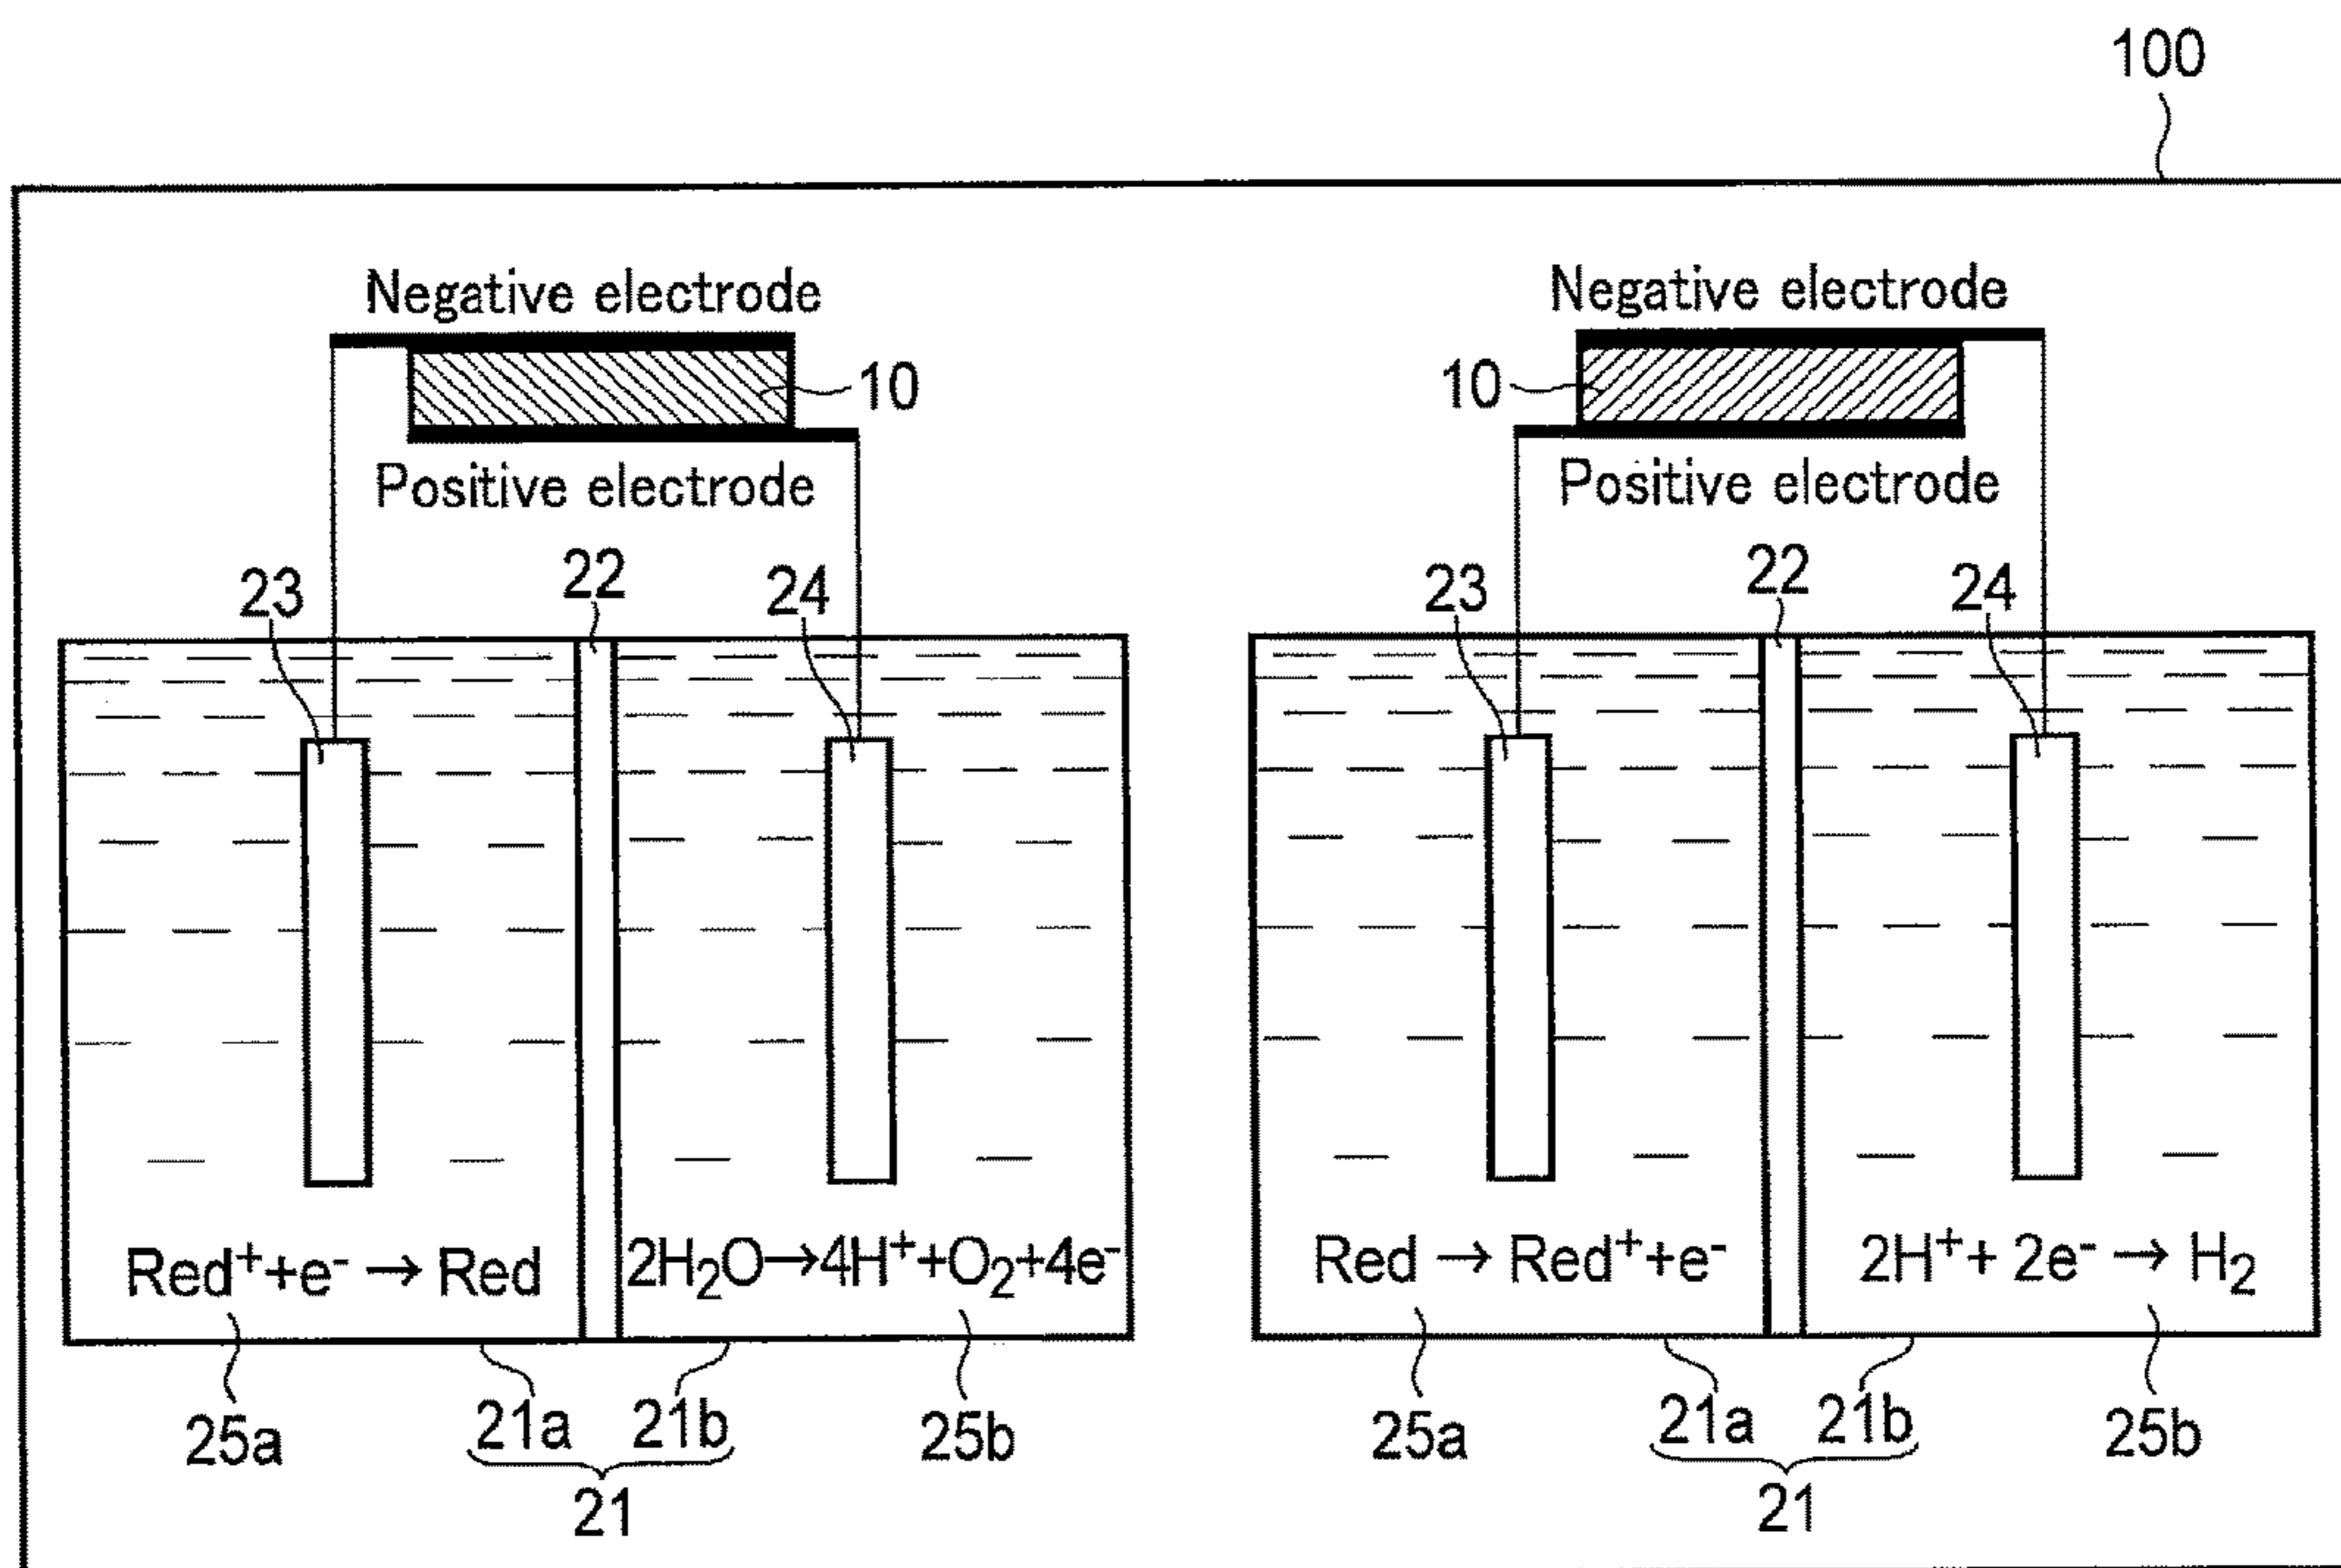 100
Negative electrode
Negative electrode
10
10
Positive electrode
Positive electrode
23
22
24
23
22
24
Red⁺+e⁻ → Red
2H₂O→4H⁺+O₂+4e⁻
Red → Red⁺+e⁻
2H⁺+ 2e⁻ → H₂
25a
21a
21b
25b
25a
21a
21b
25b
21
21